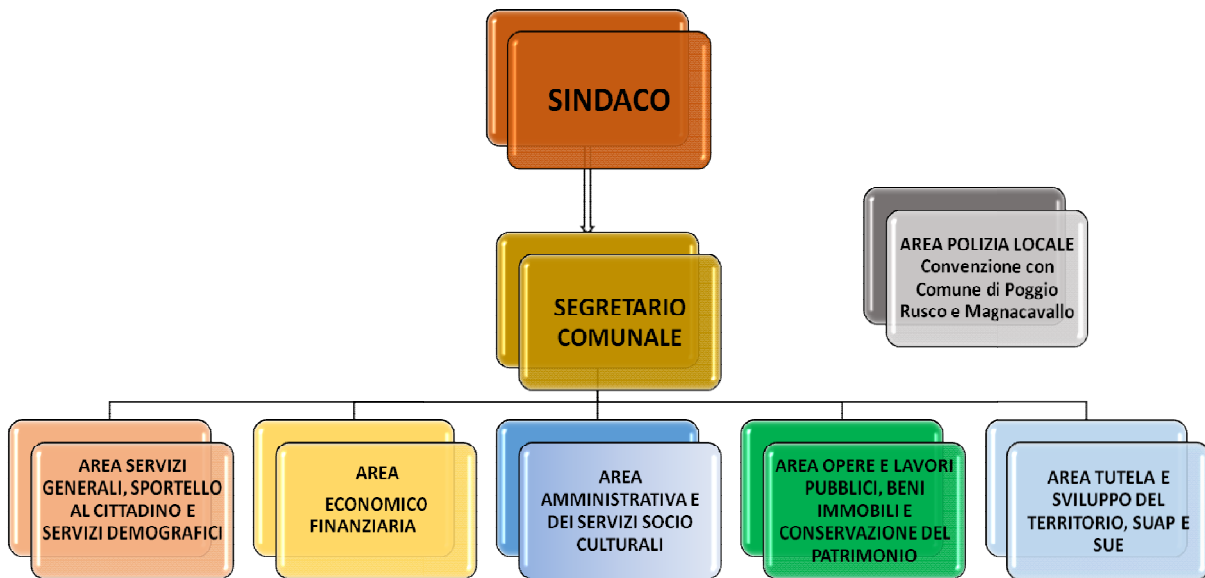 SINDACO
SEGRETARIO
COMUNALE
AREA POLIZIA LOCALE
Convenzione con
Comune di Poggio
Rusco e Magnacavallo
AREA SERVIZI
GENERALI, SPORTELLO
AL CITTADINO E
SERVIZI DEMOGRAFICI
AREA
ECONOMICO
FINANZIARIA
AREA
AMMINISTRATIVA E
DEI SERVIZI SOCIO
CULTURALI
AREA OPERE E LAVORI
PUBBLICI, BENI
IMMOBILI E
CONSERVAZIONE DEL
PATRIMONIO
AREA TUTELA E
SVILUPPO DEL
TERRITORIO, SUAP E
SUE